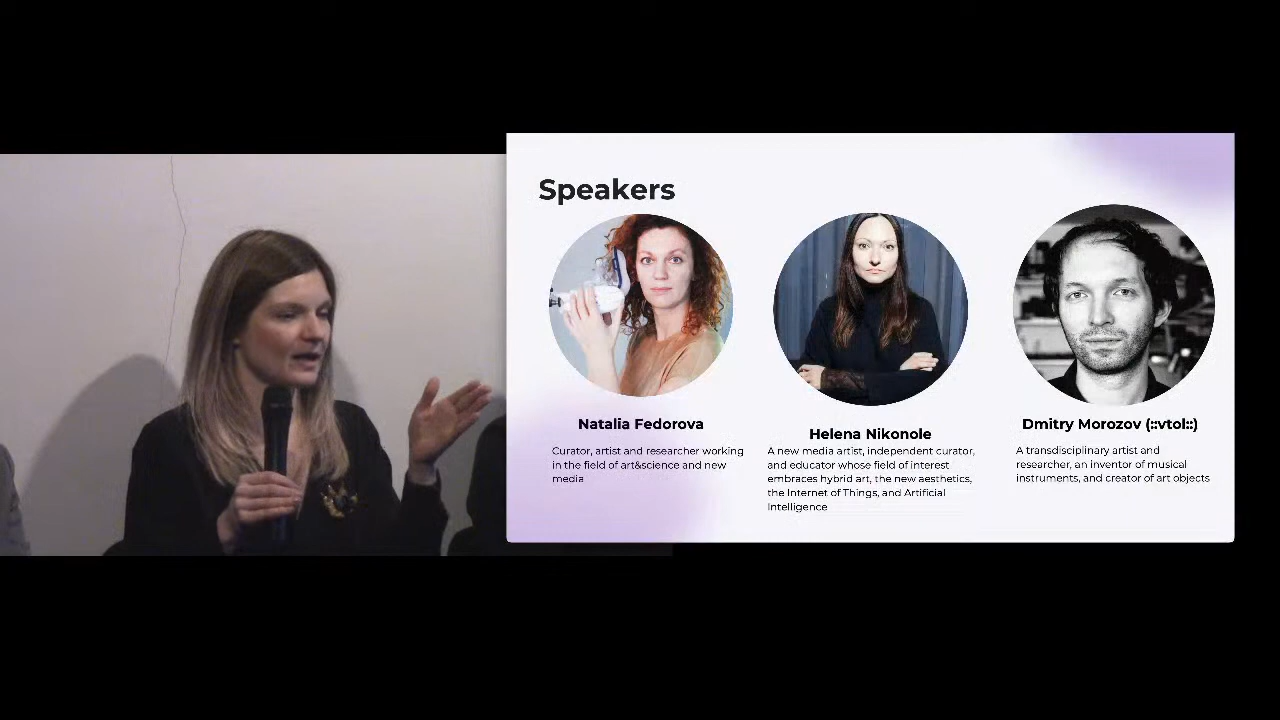 Speakers
Natalia Fedorova
Curator, artist and researcher working
in the field of art&science and new
media
Helena Nikonole
A new media artist, independent curator,
and educator whose field of interest
embraces hybrid art, the new aesthetics,
the Internet of Things, and Artificial
Intelligence
Dmitry Morozov (::vtol::)
A transdisciplinary artist and
researcher, an inventor of musical
instruments, and creator of art objects